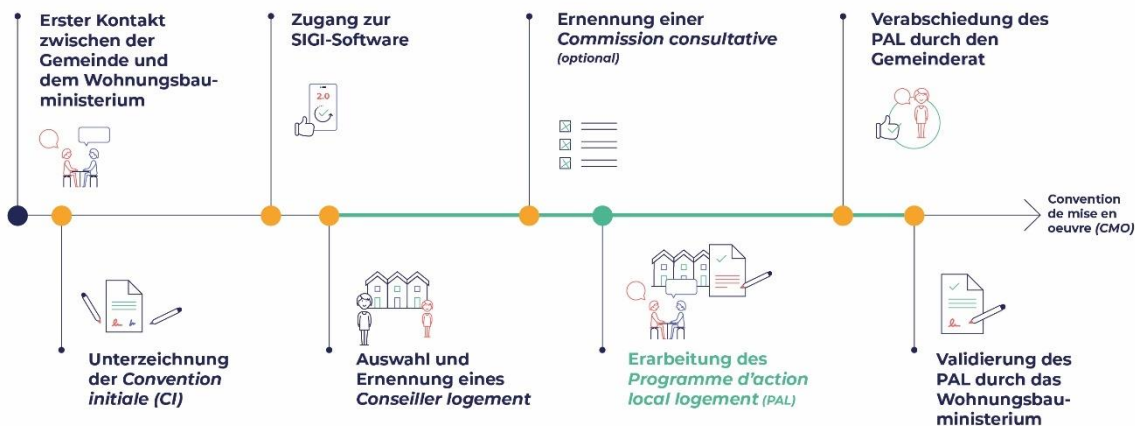 Erster Kontakt
zwischen der
Gemeinde und
dem Wohnungsbau-
ministerium
Zugang zur
SIGI-Software
2.0
Ernennung einer
Commission consultative
(optional)
Verabschiedung des
PAL durch den
Gemeinderat
Convention
de mise en
oeuvre (CMO)
Unterzeichnung
der Convention
initiale (CI)
Auswahl und
Ernennung eines
Conseiller logement
Erarbeitung des
Programme d'action
local logement (PAL)
Validierung des
PAL durch das
Wohnungsbau-
ministerium